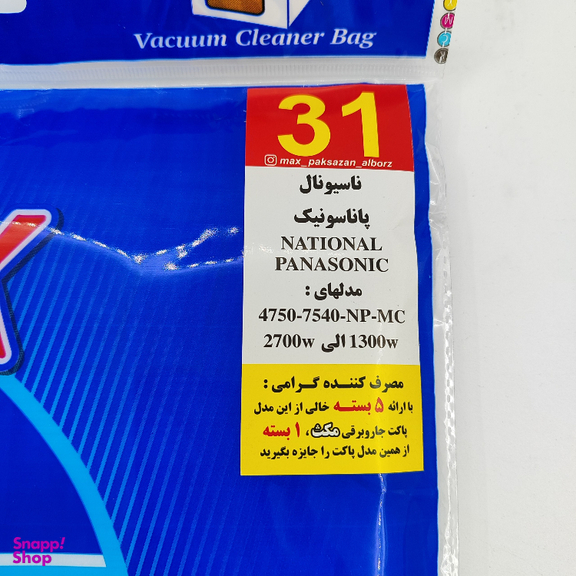 Vacuum Cleaner Bag
31
max_paksazan_alborz
ناسیونال
پاناسونیک
NATIONAL
PANASONIC
مدلهای :
4750-7540-NP-MC
1300w الی 2700w
مصرف کننده گرامی :
با ارائه ۵ بسته خالی از این مدل
پاکت جاروبرقی مکث، ۱ بسته
از همین مدل پاکت را جایزه بگیرید
Snapp!
Shop